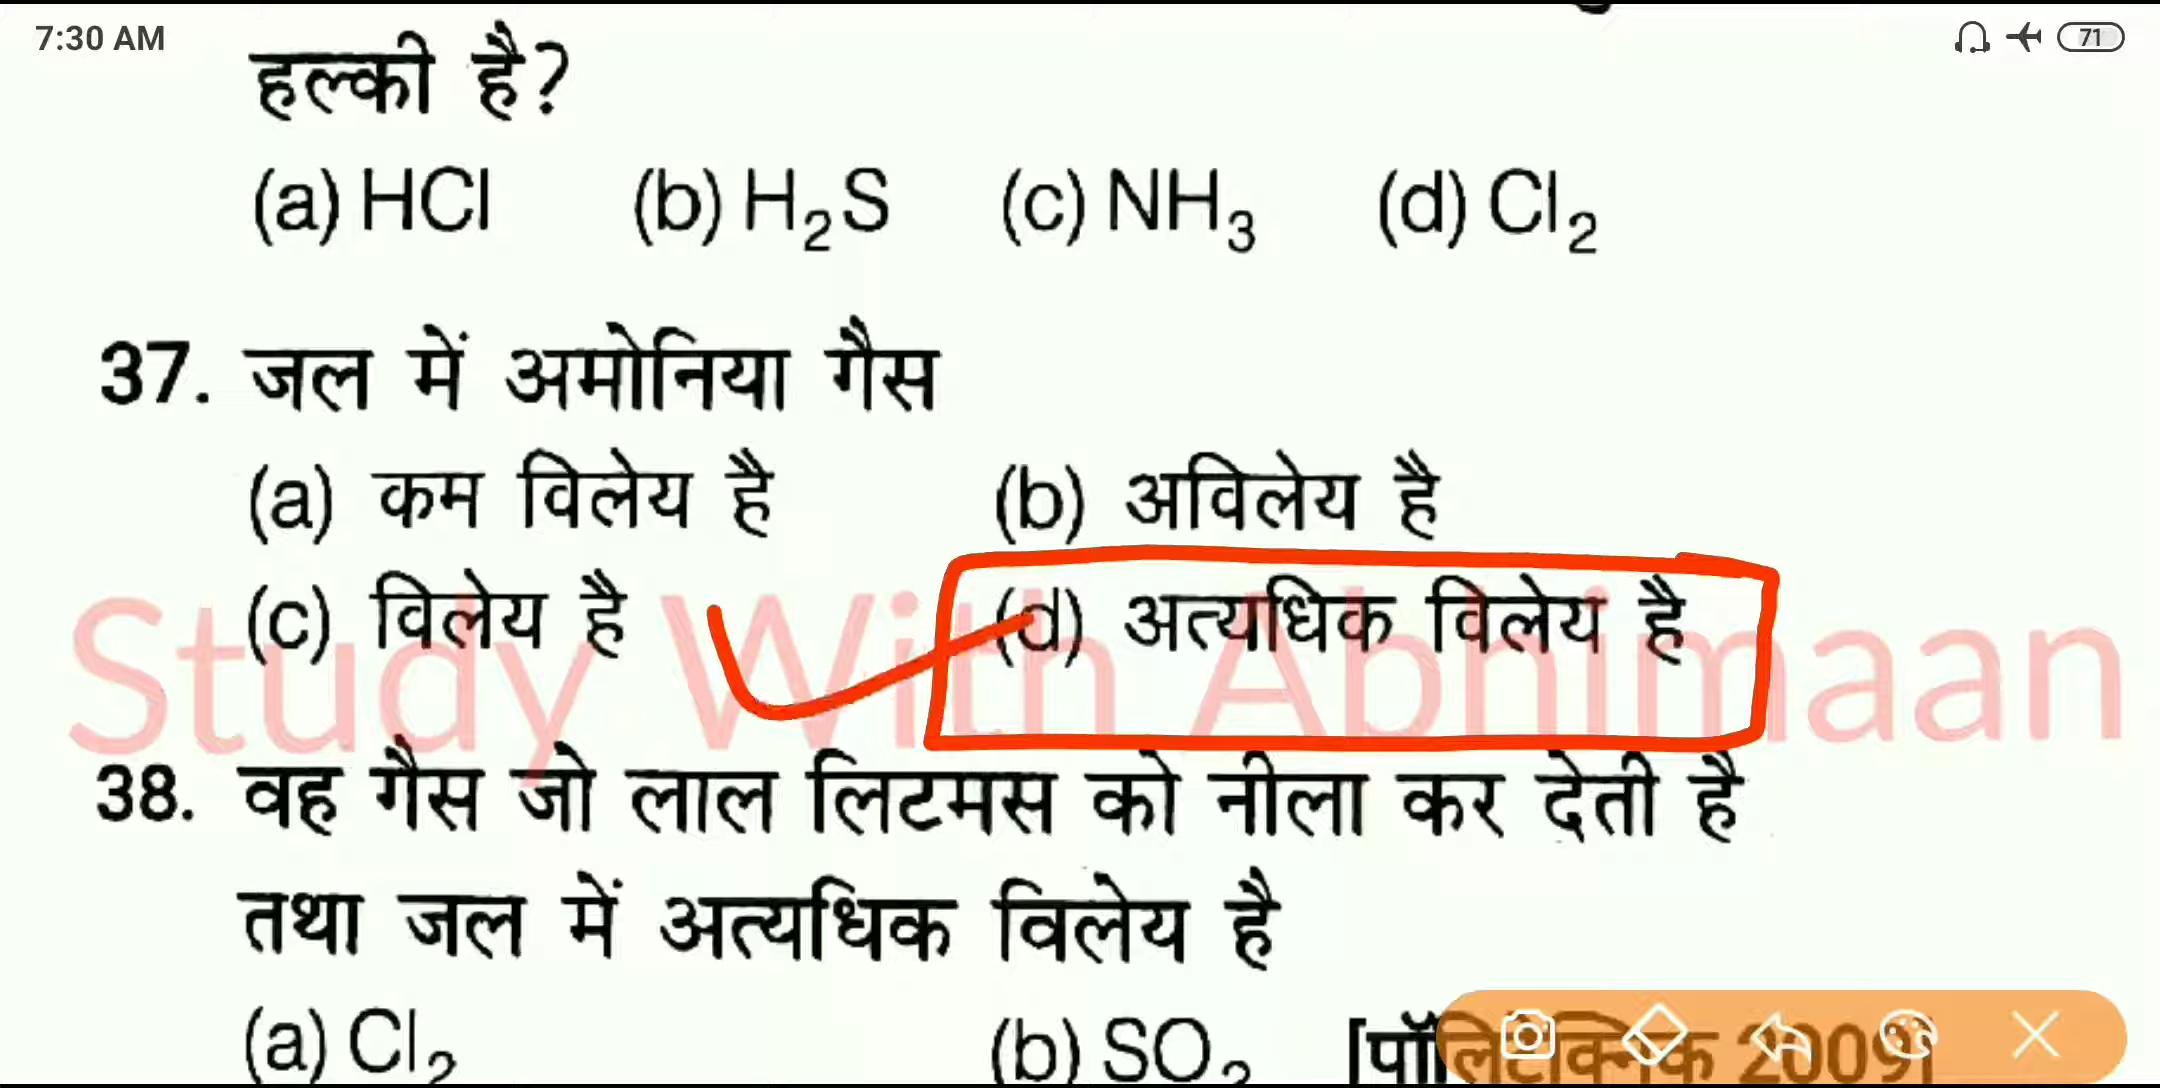 7:30 AM
71
हल्की है?
(a) HCl (b) H₂S (c) NH₃ (d) Cl₂
37. जल में अमोनिया गैस
(a) कम विलेय है (b) अविलेय है
(c) विलेय है (d) अत्यधिक विलेय है
Study With Abhimaan
38. वह गैस जो लाल लिटमस को नीला कर देती है
तथा जल में अत्यधिक विलेय है
(a) Cl₂ (b) SO₂ [पॉलिटेक्निक 2009]